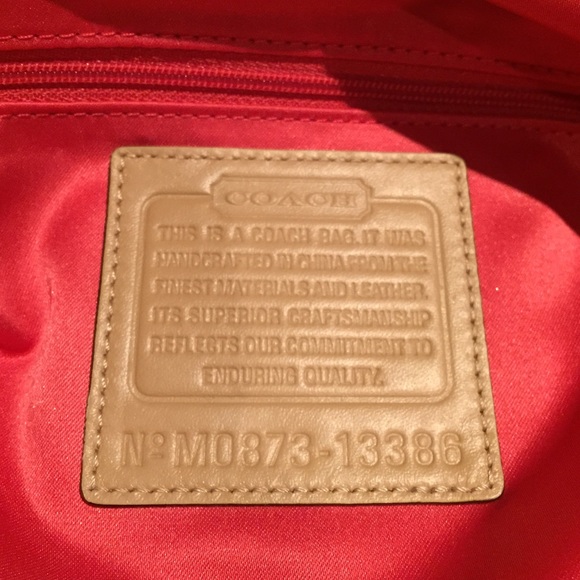 COACH
THIS IS A COACH BAG. IT WAS
HANDCRAFTED IN CHINA FROM THE
FINEST MATERIALS AND LEATHER.
ITS SUPERIOR CRAFTSMANSHIP
REFLECTS OUR COMMITMENT TO
ENDURING QUALITY.
Nº M0873-13386